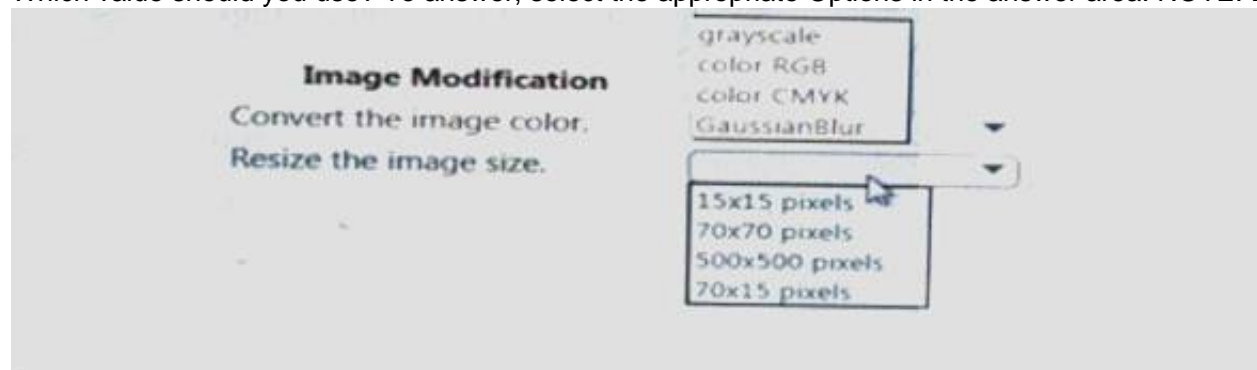 grayscale
color RGB
Image Modification
color CMYK
Convert the image color.
GaussianBlur
Resize the image size.
15x15 pixels
70x70 pixels
500x500 pixels
70x15 pixels